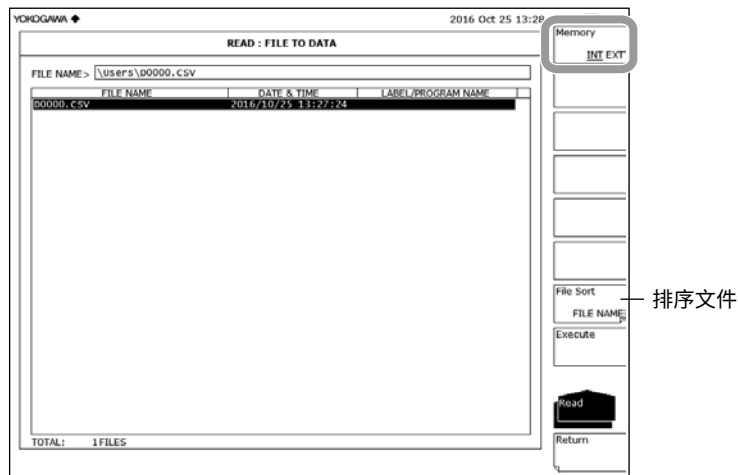 YOKOGAWA ◆
2016 Oct 25 13:28
READ : FILE TO DATA
FILE NAME> \users\D0000.CSV
FILE NAME DATE & TIME LABEL/PROGRAM NAME
D0000.CSV 2016/10/25 13:27:24
TOTAL: 1FILES
Memory
INT EXT
File Sort
FILE NAME
排序文件
Execute
Read
Return